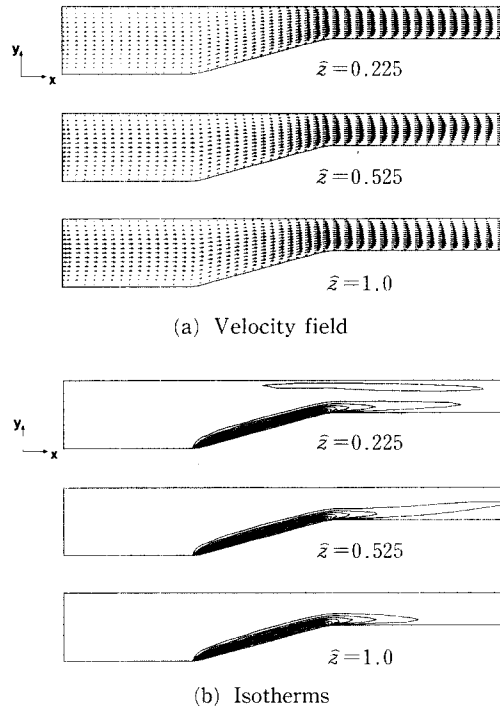 y
x
ẑ=0.225
ẑ=0.525
ẑ=1.0
(a) Velocity field
y
x
ẑ=0.225
ẑ=0.525
ẑ=1.0
(b) Isotherms